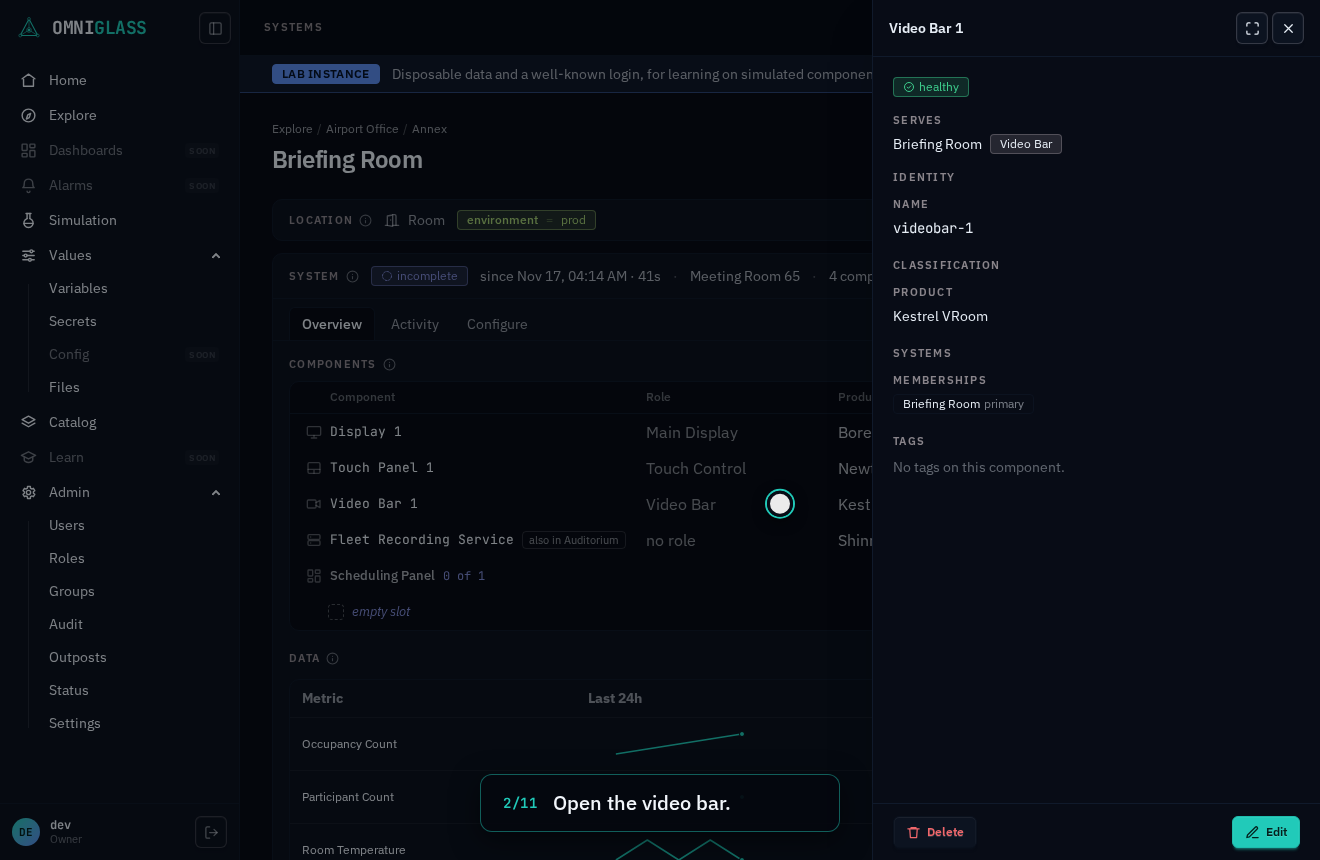 OMNIGLASS
Home
Explore
Dashboards SOON
Alarms SOON
Simulation
Values
Variables
Secrets
Config SOON
Files
Catalog
Learn SOON
Admin
Users
Roles
Groups
Audit
Outposts
Status
Settings
DE dev
Owner
SYSTEMS
LAB INSTANCE Disposable data and a well-known login, for learning on simulated componen
Explore / Airport Office / Annex
Briefing Room
LOCATION Room environment = prod
SYSTEM incomplete since Nov 17, 04:14 AM · 41s · Meeting Room 65 · 4 comp
Overview Activity Configure
COMPONENTS
Component Role Produ
Display 1 Main Display Bore
Touch Panel 1 Touch Control Newt
Video Bar 1 Video Bar Kest
Fleet Recording Service also in Auditorium no role Shinr
Scheduling Panel 0 of 1
empty slot
DATA
Metric Last 24h
Occupancy Count
Participant Count
Room Temperature
2/11 Open the video bar.
Video Bar 1
healthy
SERVES
Briefing Room Video Bar
IDENTITY
NAME
videobar-1
CLASSIFICATION
PRODUCT
Kestrel VRoom
SYSTEMS
MEMBERSHIPS
Briefing Room primary
TAGS
No tags on this component.
Delete Edit